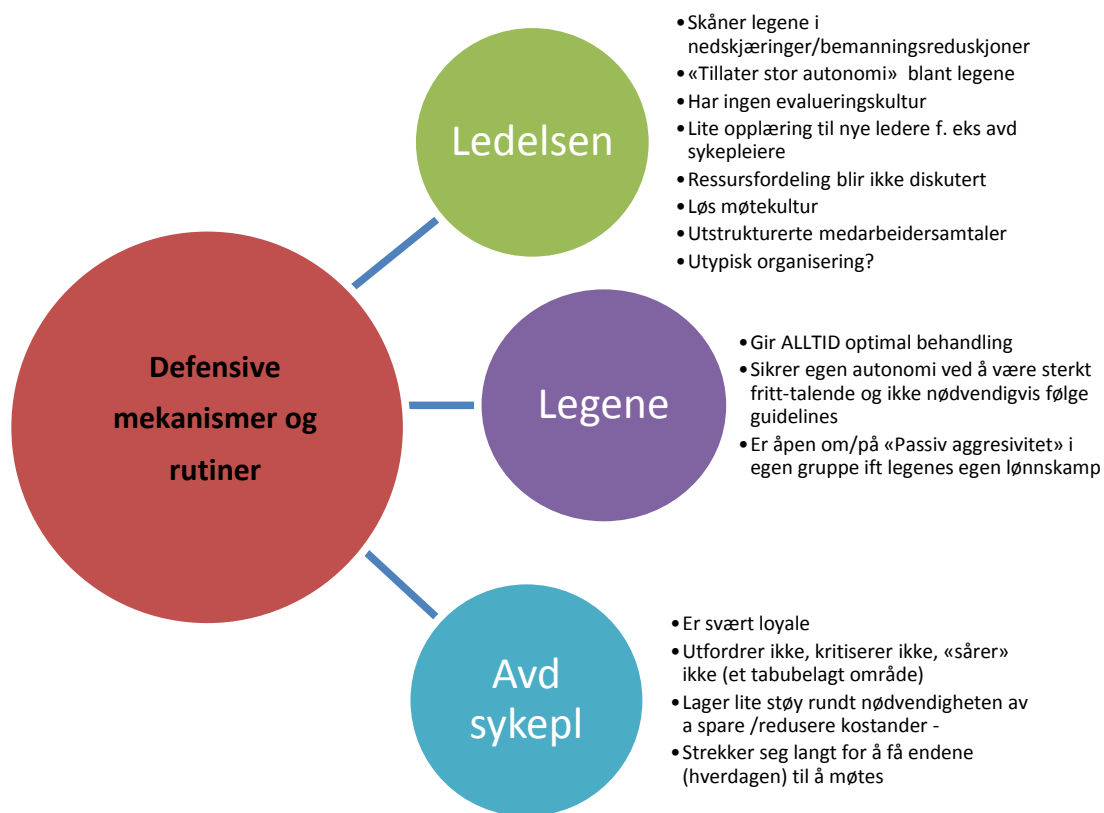 Defensive
mekanismer og
rutiner
Ledelsen
•Skåner legene i
nedskjæringer/bemanningsreduskjoner
•«Tillater stor autonomi»  blant legene
•Har ingen evalueringskultur
•Lite opplæring til nye ledere f. eks avd
sykepleiere
•Ressursfordeling blir ikke diskutert
•Løs møtekultur
•Utstrukturerte medarbeidersamtaler
•Utypisk organisering?
Legene
•Gir ALLTID optimal behandling
•Sikrer egen autonomi ved å være sterkt
fritt-talende og ikke nødvendigvis følge
guidelines
•Er åpen om/på «Passiv aggresivitet» i
egen gruppe ift legenes egen lønnskamp
Avd
sykepl
•Er svært loyale
•Utfordrer ikke, kritiserer ikke, «sårer»
ikke (et tabubelagt område)
•Lager lite støy rundt nødvendigheten av
a spare /redusere kostander -
•Strekker seg langt for å få endene
(hverdagen) til å møtes